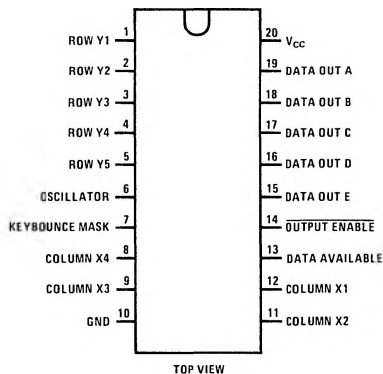 ROW Y1 1
ROW Y2 2
ROW Y3 3
ROW Y4 4
ROW Y5 5
OSCILLATOR 6
KEYBOUNCE MASK 7
COLUMN X4 8
COLUMN X3 9
GND 10
20 VCC
19 DATA OUT A
18 DATA OUT B
17 DATA OUT C
16 DATA OUT D
15 DATA OUT E
14 OUTPUT ENABLE
13 DATA AVAILABLE
12 COLUMN X1
11 COLUMN X2
TOP VIEW